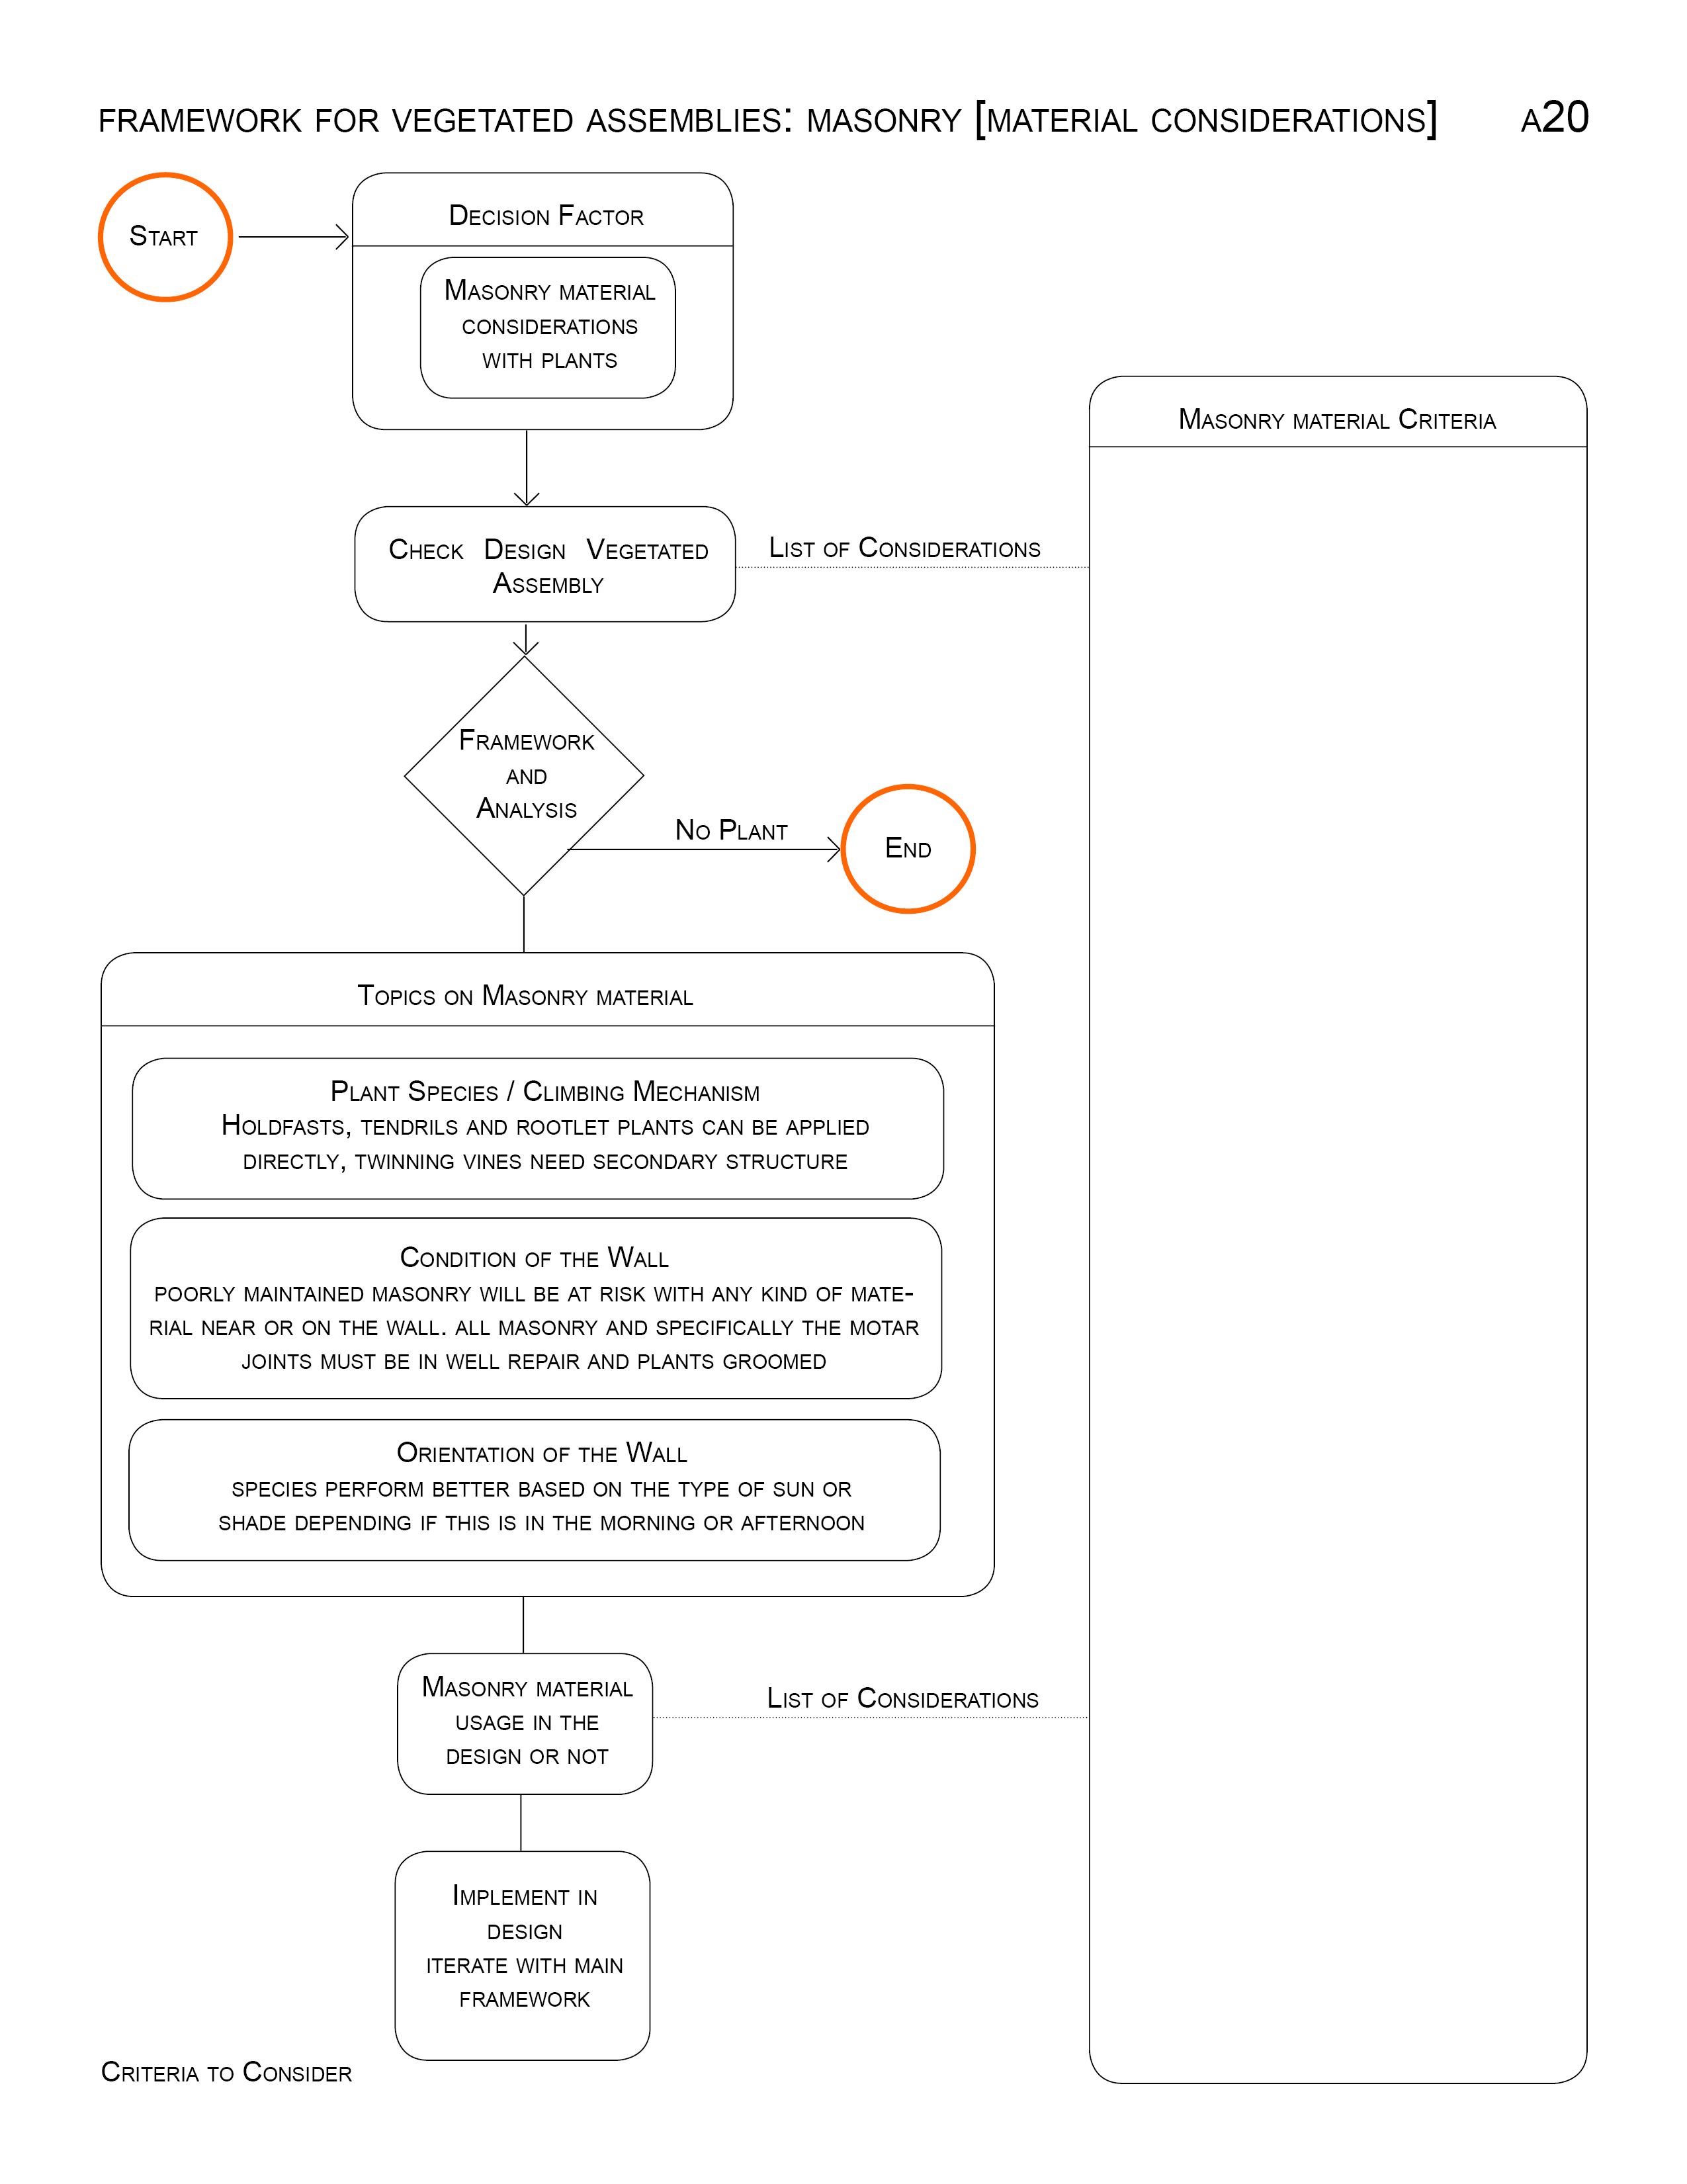 FRAMEWORK FOR VEGETATED ASSEMBLIES: MASONRY [MATERIAL CONSIDERATIONS] A20
START
DECISION FACTOR
MASONRY MATERIAL
CONSIDERATIONS
WITH PLANTS
MASONRY MATERIAL CRITERIA
CHECK DESIGN VEGETATED
ASSEMBLY
LIST OF CONSIDERATIONS
FRAMEWORK
AND
ANALYSIS
NO PLANT
END
TOPICS ON MASONRY MATERIAL
PLANT SPECIES / CLIMBING MECHANISM
HOLDFASTS, TENDRILS AND ROOTLET PLANTS CAN BE APPLIED
DIRECTLY, TWINNING VINES NEED SECONDARY STRUCTURE
CONDITION OF THE WALL
POORLY MAINTAINED MASONRY WILL BE AT RISK WITH ANY KIND OF MATE-
RIAL NEAR OR ON THE WALL. ALL MASONRY AND SPECIFICALLY THE MOTAR
JOINTS MUST BE IN WELL REPAIR AND PLANTS GROOMED
ORIENTATION OF THE WALL
SPECIES PERFORM BETTER BASED ON THE TYPE OF SUN OR
SHADE DEPENDING IF THIS IS IN THE MORNING OR AFTERNOON
MASONRY MATERIAL
USAGE IN THE
DESIGN OR NOT
LIST OF CONSIDERATIONS
IMPLEMENT IN
DESIGN
ITERATE WITH MAIN
FRAMEWORK
CRITERIA TO CONSIDER